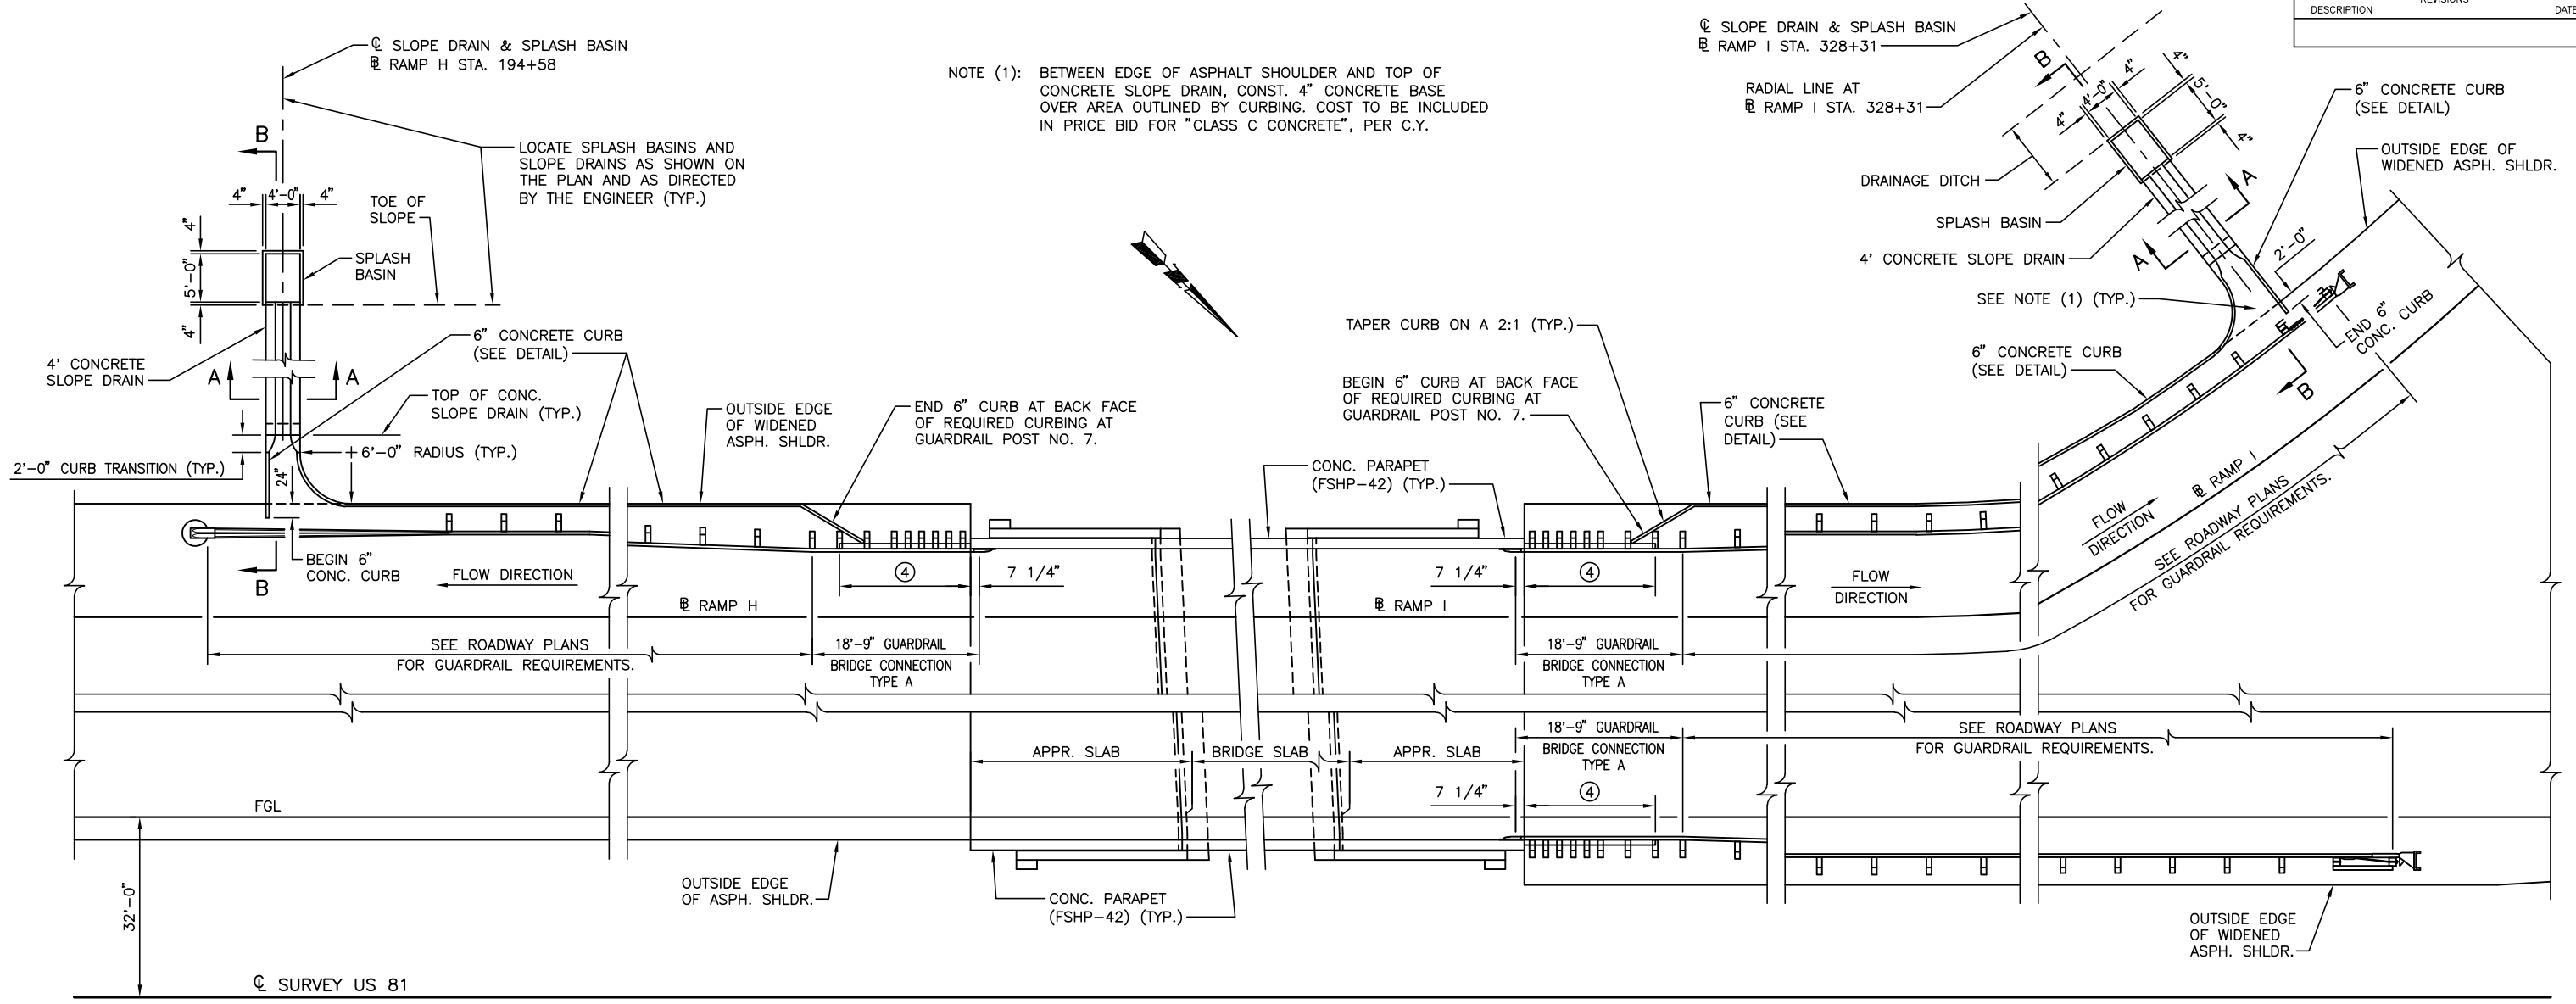 REVISIONS
DESCRIPTION
DATE
℄ SLOPE DRAIN & SPLASH BASIN
℄ RAMP H STA. 194+58
NOTE (1): BETWEEN EDGE OF ASPHALT SHOULDER AND TOP OF
CONCRETE SLOPE DRAIN, CONST. 4" CONCRETE BASE
OVER AREA OUTLINED BY CURBING. COST TO BE INCLUDED
IN PRICE BID FOR "CLASS C CONCRETE", PER C.Y.
℄ SLOPE DRAIN & SPLASH BASIN
℄ RAMP I STA. 328+31
RADIAL LINE AT
℄ RAMP I STA. 328+31
B
4"
4'-0"
4"
4"
5'-0"
4"
6" CONCRETE CURB
(SEE DETAIL)
OUTSIDE EDGE OF
WIDENED ASPH. SHLDR.
DRAINAGE DITCH
A
SPLASH BASIN
4' CONCRETE SLOPE DRAIN
A
2'-0"
SEE NOTE (1) (TYP.)
END 6"
CONC. CURB
6" CONCRETE CURB
(SEE DETAIL)
B
B
LOCATE SPLASH BASINS AND
SLOPE DRAINS AS SHOWN ON
THE PLAN AND AS DIRECTED
BY THE ENGINEER (TYP.)
4"
4'-0"
4"
TOE OF
SLOPE
4"
5'-0"
4"
SPLASH
BASIN
6" CONCRETE CURB
(SEE DETAIL)
4' CONCRETE
SLOPE DRAIN
A
A
TOP OF CONC.
SLOPE DRAIN (TYP.)
6'-0" RADIUS (TYP.)
2'-0" CURB TRANSITION (TYP.)
24"
OUTSIDE EDGE
OF WIDENED
ASPH. SHLDR.
END 6" CURB AT BACK FACE
OF REQUIRED CURBING AT
GUARDRAIL POST NO. 7.
TAPER CURB ON A 2:1 (TYP.)
BEGIN 6" CURB AT BACK FACE
OF REQUIRED CURBING AT
GUARDRAIL POST NO. 7.
CONC. PARAPET
(FSHP-42) (TYP.)
6" CONCRETE
CURB (SEE
DETAIL)
BEGIN 6"
CONC. CURB
B
FLOW DIRECTION
4
7 1/4"
7 1/4"
4
FLOW
DIRECTION
FLOW
DIRECTION
℄ RAMP I
SEE ROADWAY PLANS
FOR GUARDRAIL REQUIREMENTS.
℄ RAMP H
℄ RAMP I
SEE ROADWAY PLANS
FOR GUARDRAIL REQUIREMENTS.
18'-9" GUARDRAIL
BRIDGE CONNECTION
TYPE A
18'-9" GUARDRAIL
BRIDGE CONNECTION
TYPE A
18'-9" GUARDRAIL
BRIDGE CONNECTION
TYPE A
SEE ROADWAY PLANS
FOR GUARDRAIL REQUIREMENTS.
APPR. SLAB
BRIDGE SLAB
APPR. SLAB
7 1/4"
4
FGL
32'-0"
OUTSIDE EDGE
OF ASPH. SHLDR.
CONC. PARAPET
(FSHP-42) (TYP.)
OUTSIDE EDGE
OF WIDENED
ASPH. SHLDR.
℄ SURVEY US 81